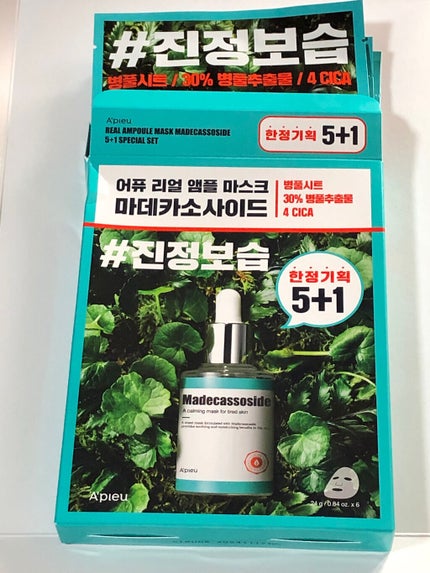 #진정보습
병풀시트 / 30% 병풀추출물 / 4 CICA
A'PIEU
REAL AMPOULE MASK MADECASSOSIDE
5+1 SPECIAL SET
한정기획 5+1
어퓨 리얼 앰플 마스크
마데카소사이드
병풀시트
30% 병풀추출물
4 CICA
#진정보습
한정기획
5+1
Madecassoside
A calming mask for tired skin
A'PIEU
A'PIEU
24 g / 0.84 oz. x 6